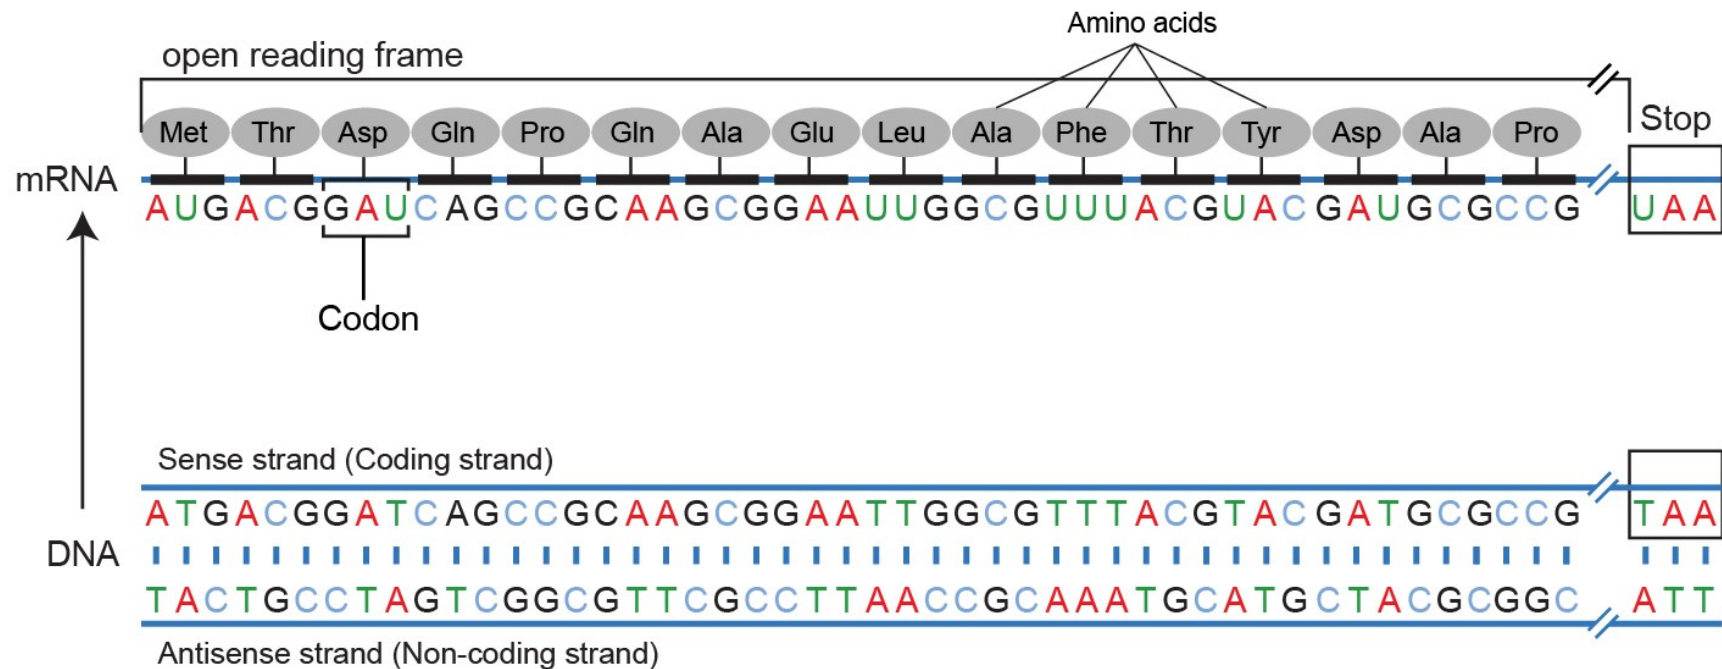 Amino acids
open reading frame
Met Thr Asp Gln Pro Gln Ala Glu Leu Ala Phe Thr Tyr Asp Ala Pro Stop
mRNA
AUGACGGAUCAGCCGCAAGCGGAAUUGGCGUUUACGUACGAUGCGCCG UAA
Codon
Sense strand (Coding strand)
ATGACGGATCAGCCGCAAGCGGAATTGGCGTTTACGTACGATGCGCCG TAA
DNA
TACTGCCTAGTCGGCGTTCGCCTTAACCGCAAATGCATGCTACGCGGC ATT
Antisense strand (Non-coding strand)